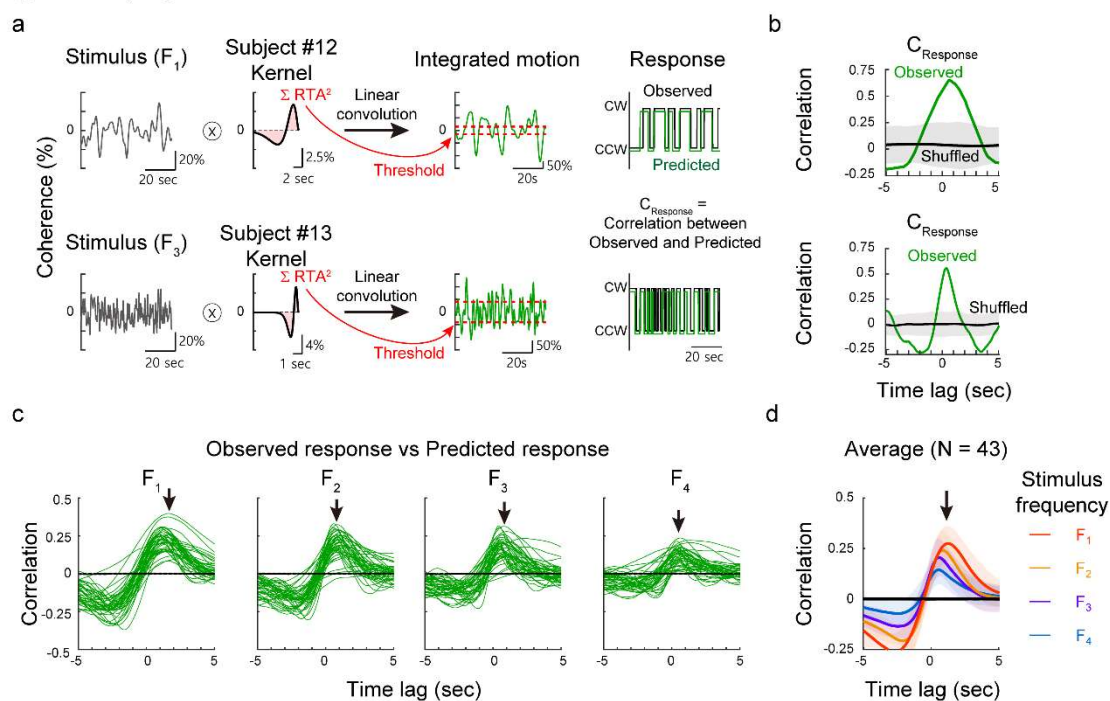 a
Stimulus (F1)
Subject #12
Kernel
Integrated motion
Response
Σ RTA²
Linear
convolution
Threshold
Observed
Predicted
CW
CCW
0
0
0
20%
20 sec
2.5%
2 sec
50%
20s
Coherence (%)
Stimulus (F3)
Subject #13
Kernel
Σ RTA²
Linear
convolution
Threshold
CResponse =
Correlation between
Observed and Predicted
CW
CCW
0
0
0
20%
20 sec
4%
1 sec
50%
20s
20 sec
b
CResponse
Observed
Shuffled
Correlation
0.75
0.5
0
-0.25
-5 0 5
CResponse
Observed
Shuffled
Correlation
0.75
0.5
0
-0.25
-5 0 5
Time lag (sec)
c
Observed response vs Predicted response
F1 F2 F3 F4
Correlation
0.5
0.25
0
-0.25
-0.5
-5 0 5 -5 0 5 -5 0 5 -5 0 5
Time lag (sec)
d
Average (N = 43)
Correlation
0.5
0.25
0
-0.25
-5 0 5
Time lag (sec)
Stimulus
frequency
F1
F2
F3
F4